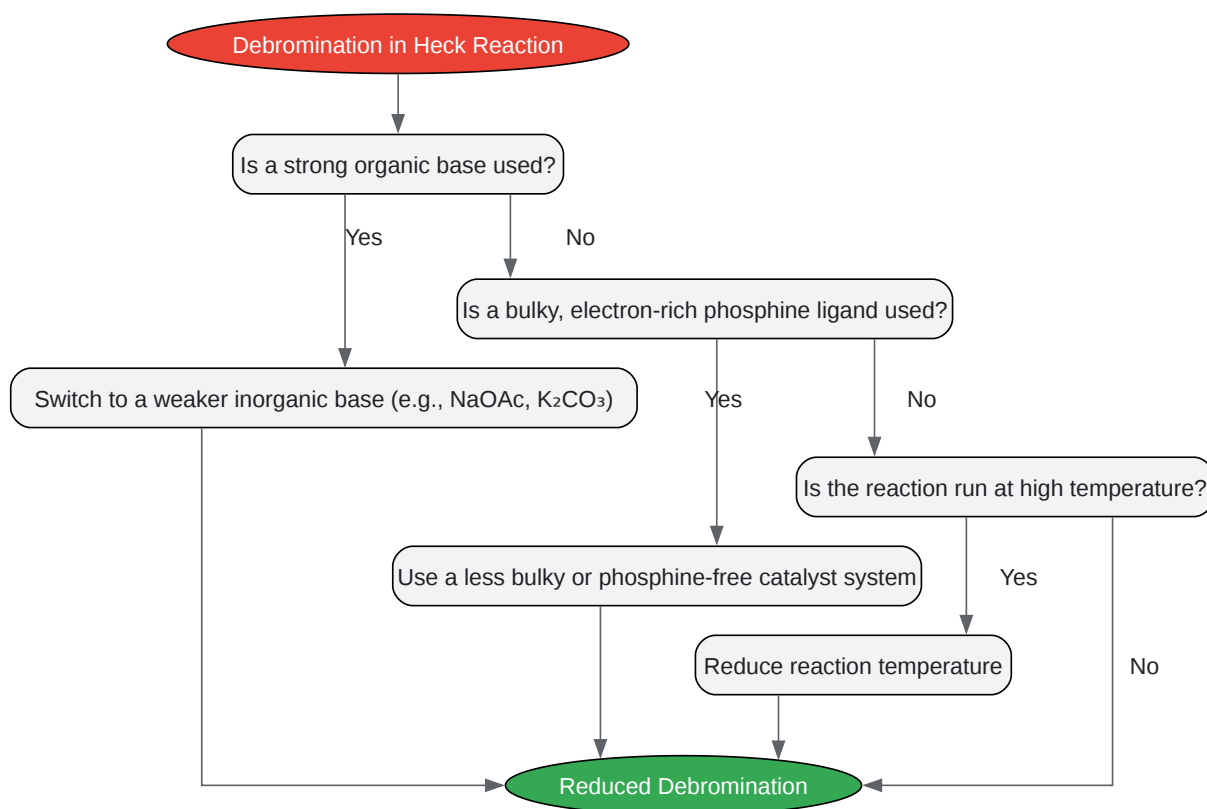 Debromination in Heck Reaction
Is a strong organic base used?
Yes
No
Is a bulky, electron-rich phosphine ligand used?
Switch to a weaker inorganic base (e.g., NaOAc, K₂CO₃)
Yes
No
Is the reaction run at high temperature?
Use a less bulky or phosphine-free catalyst system
Yes
Reduce reaction temperature
No
Reduced Debromination